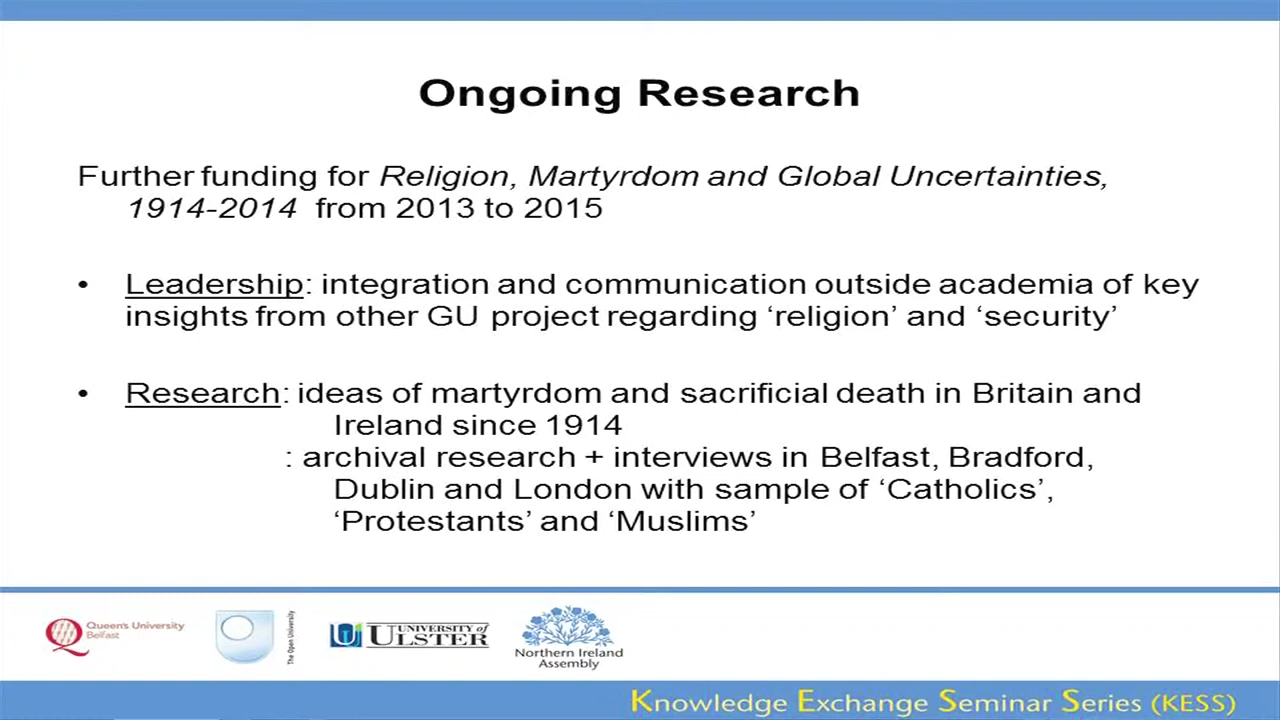 Ongoing Research
Further funding for Religion, Martyrdom and Global Uncertainties,
1914-2014 from 2013 to 2015
• Leadership: integration and communication outside academia of key
insights from other GU project regarding ‘religion’ and ‘security’
• Research: ideas of martyrdom and sacrificial death in Britain and
Ireland since 1914
: archival research + interviews in Belfast, Bradford,
Dublin and London with sample of ‘Catholics’,
‘Protestants’ and ‘Muslims’
Queen's University
Belfast
The Open University
UNIVERSITY of
ULSTER
Northern Ireland
Assembly
Knowledge Exchange Seminar Series (KESS)